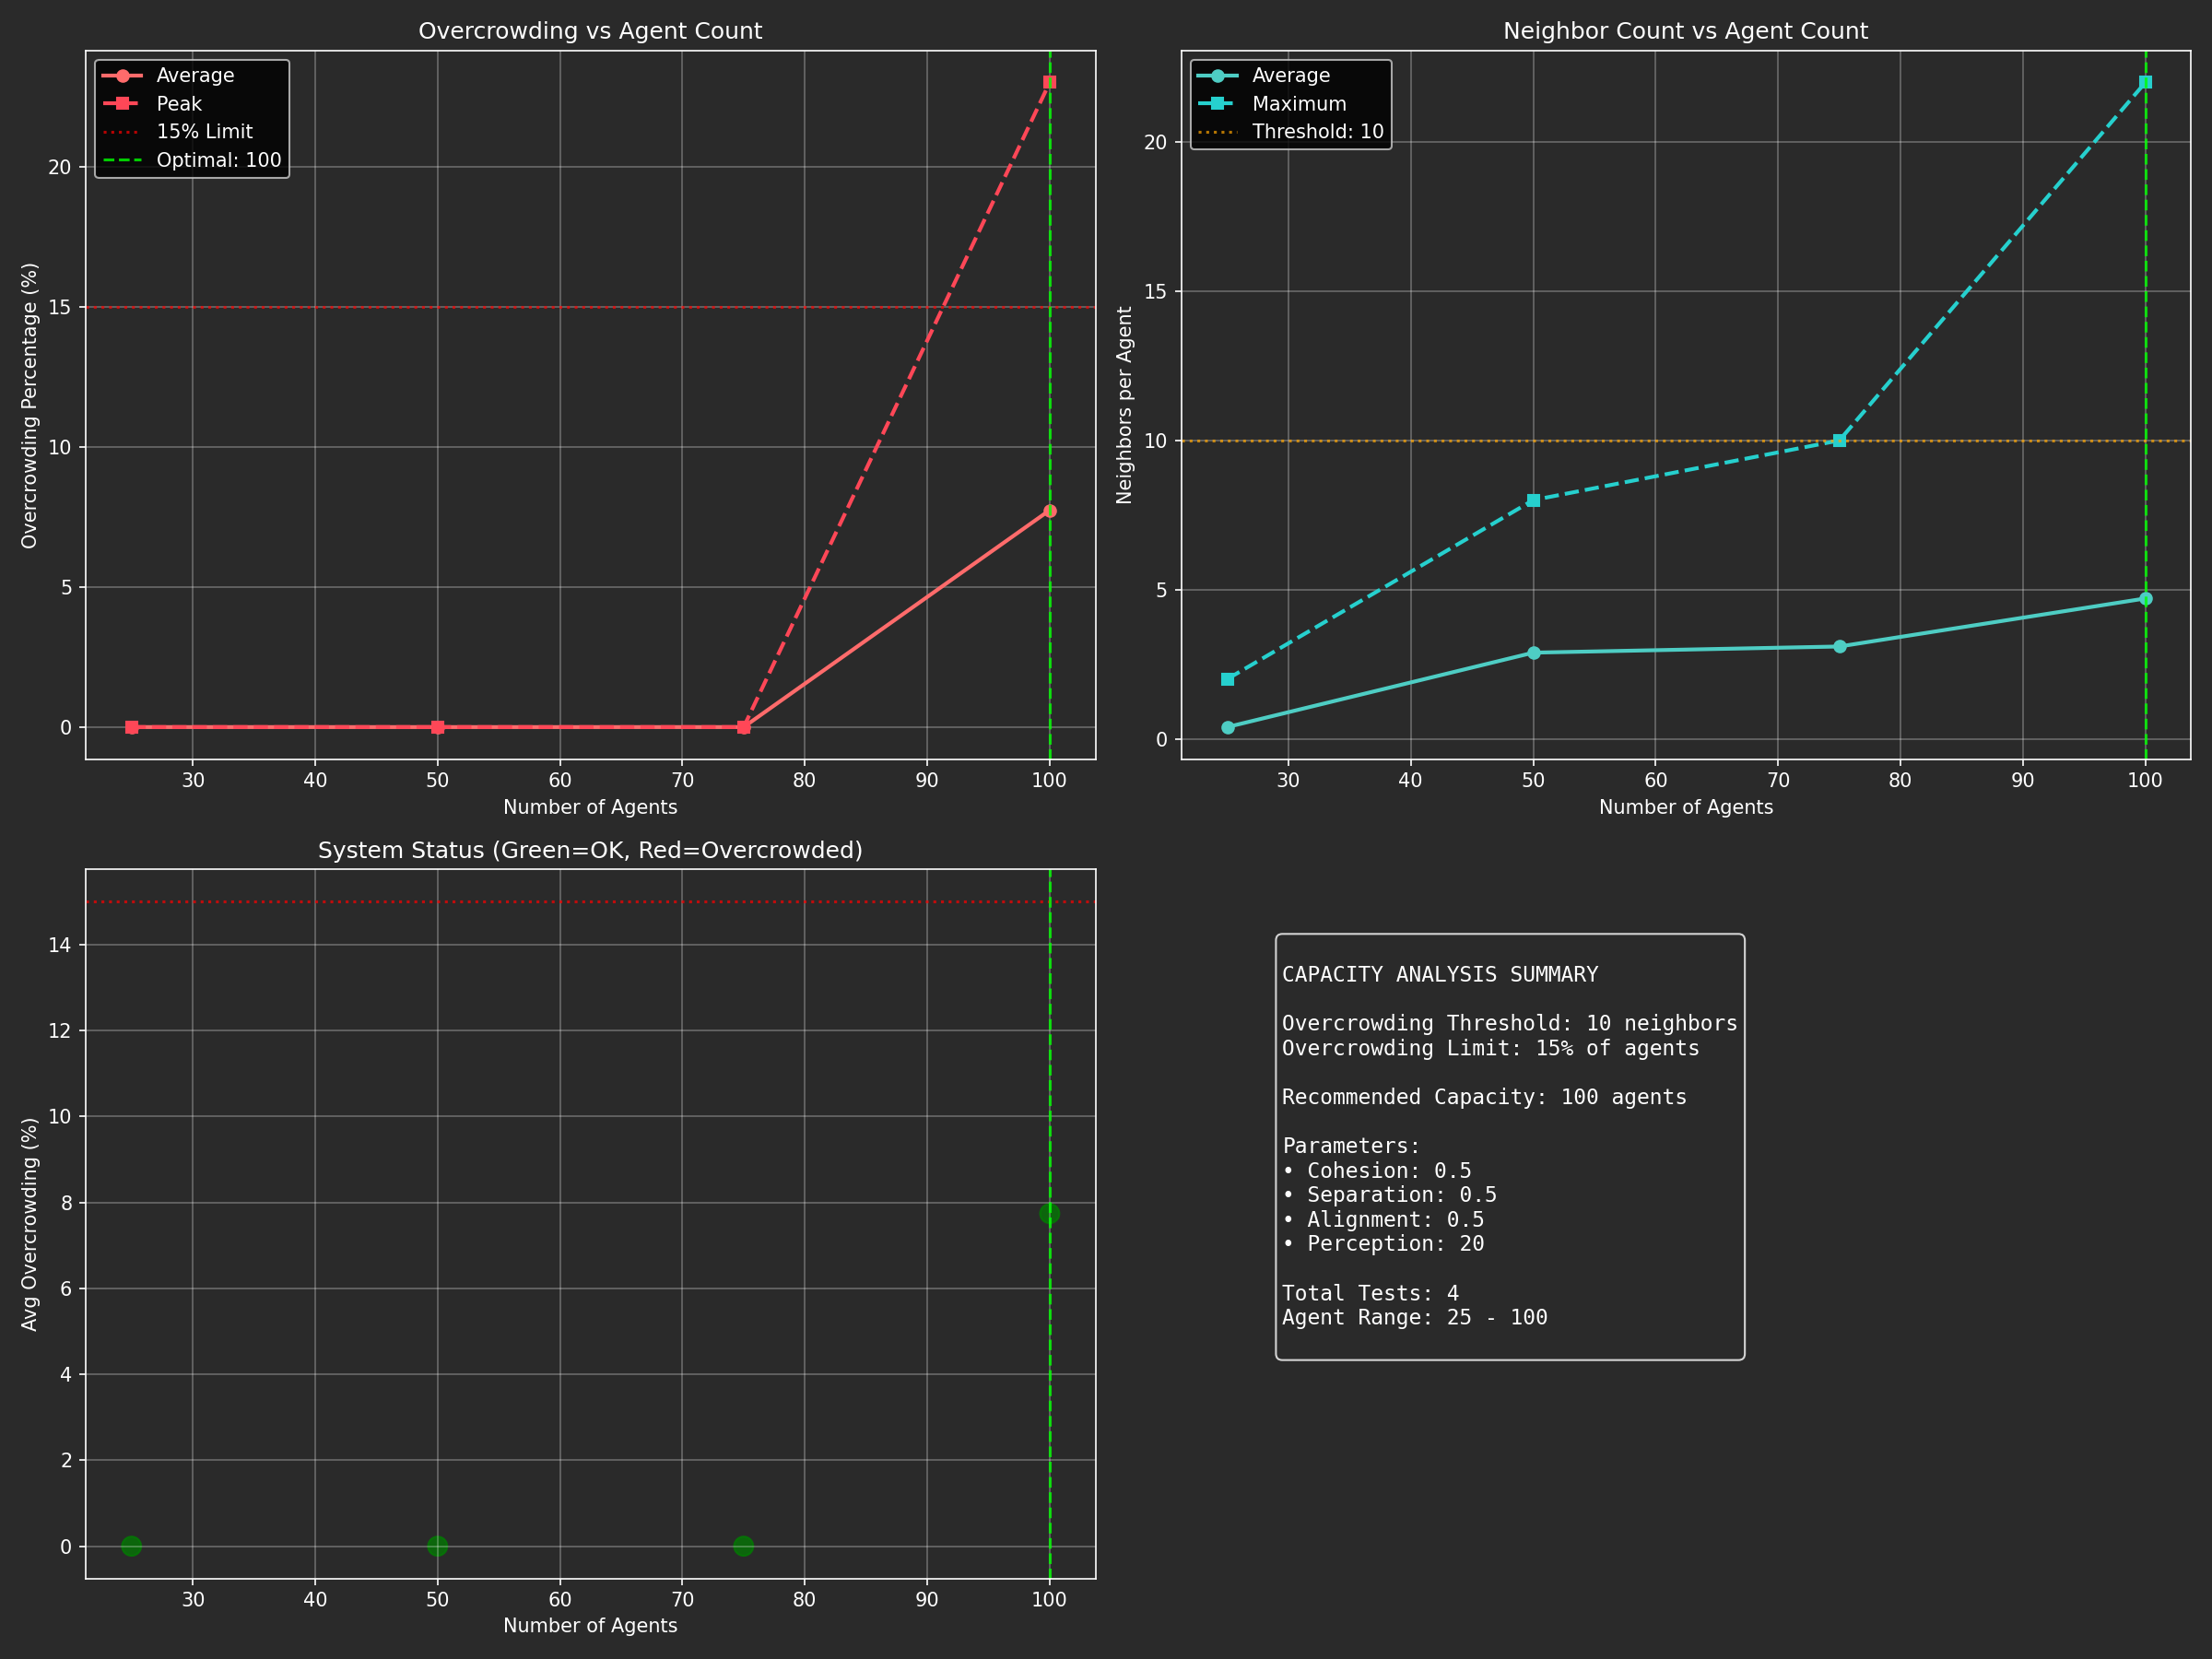 Overcrowding vs Agent Count
Average
Peak
15% Limit
Optimal: 100
Overcrowding Percentage (%)
20
15
10
5
0
30 40 50 60 70 80 90 100
Number of Agents
Neighbor Count vs Agent Count
Average
Maximum
Threshold: 10
Neighbors per Agent
20
15
10
5
0
30 40 50 60 70 80 90 100
Number of Agents
System Status (Green=OK, Red=Overcrowded)
Avg Overcrowding (%)
14
12
10
8
6
4
2
0
30 40 50 60 70 80 90 100
Number of Agents
CAPACITY ANALYSIS SUMMARY
Overcrowding Threshold: 10 neighbors
Overcrowding Limit: 15% of agents
Recommended Capacity: 100 agents
Parameters:
• Cohesion: 0.5
• Separation: 0.5
• Alignment: 0.5
• Perception: 20
Total Tests: 4
Agent Range: 25 - 100